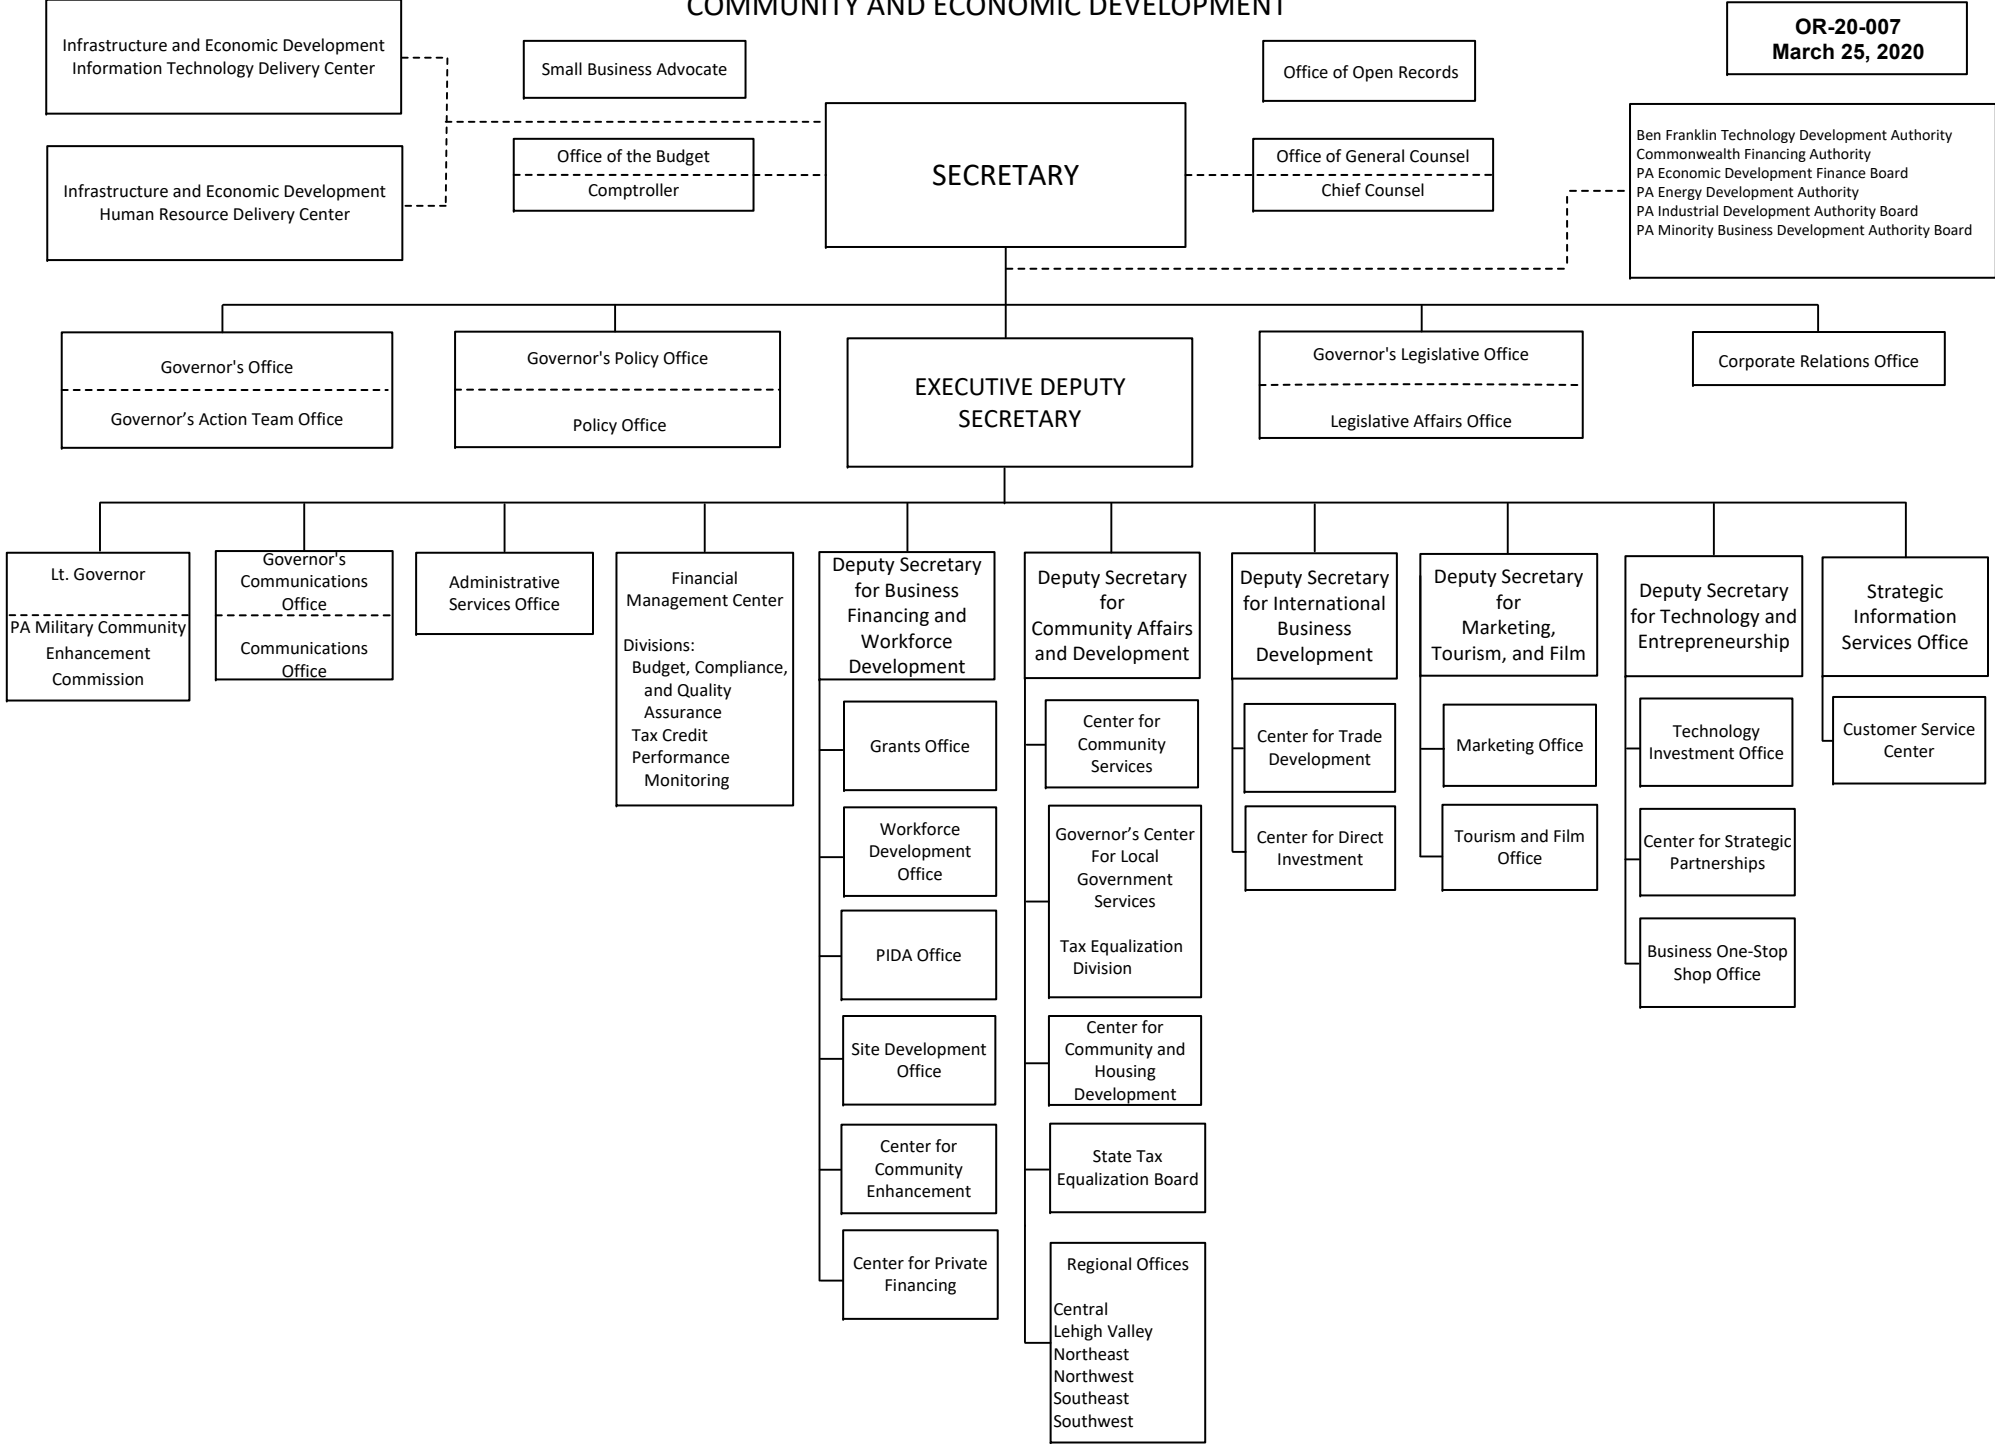 COMMUNITY AND ECONOMIC DEVELOPMENT
OR-20-007
March 25, 2020
Infrastructure and Economic Development
Information Technology Delivery Center
Small Business Advocate
Office of Open Records
Infrastructure and Economic Development
Human Resource Delivery Center
Office of the Budget
Comptroller
SECRETARY
Office of General Counsel
Chief Counsel
Ben Franklin Technology Development Authority
Commonwealth Financing Authority
PA Economic Development Finance Board
PA Energy Development Authority
PA Industrial Development Authority Board
PA Minority Business Development Authority Board
Governor's Office
Governor’s Action Team Office
Governor's Policy Office
Policy Office
EXECUTIVE DEPUTY
SECRETARY
Governor's Legislative Office
Legislative Affairs Office
Corporate Relations Office
Lt. Governor
PA Military Community
Enhancement
Commission
Governor's
Communications
Office
Communications
Office
Administrative
Services Office
Financial
Management Center
Divisions:
Budget, Compliance,
and Quality
Assurance
Tax Credit
Performance
Monitoring
Deputy Secretary
for Business
Financing and
Workforce
Development
Grants Office
Workforce
Development
Office
PIDA Office
Site Development
Office
Center for
Community
Enhancement
Center for Private
Financing
Deputy Secretary
for
Community Affairs
and Development
Center for
Community
Services
Governor’s Center
For Local
Government
Services
Tax Equalization
Division
Center for
Community and
Housing
Development
State Tax
Equalization Board
Regional Offices
Central
Lehigh Valley
Northeast
Northwest
Southeast
Southwest
Deputy Secretary
for International
Business
Development
Center for Trade
Development
Center for Direct
Investment
Deputy Secretary
for
Marketing,
Tourism, and Film
Marketing Office
Tourism and Film
Office
Deputy Secretary
for Technology and
Entrepreneurship
Technology
Investment Office
Center for Strategic
Partnerships
Business One-Stop
Shop Office
Strategic
Information
Services Office
Customer Service
Center